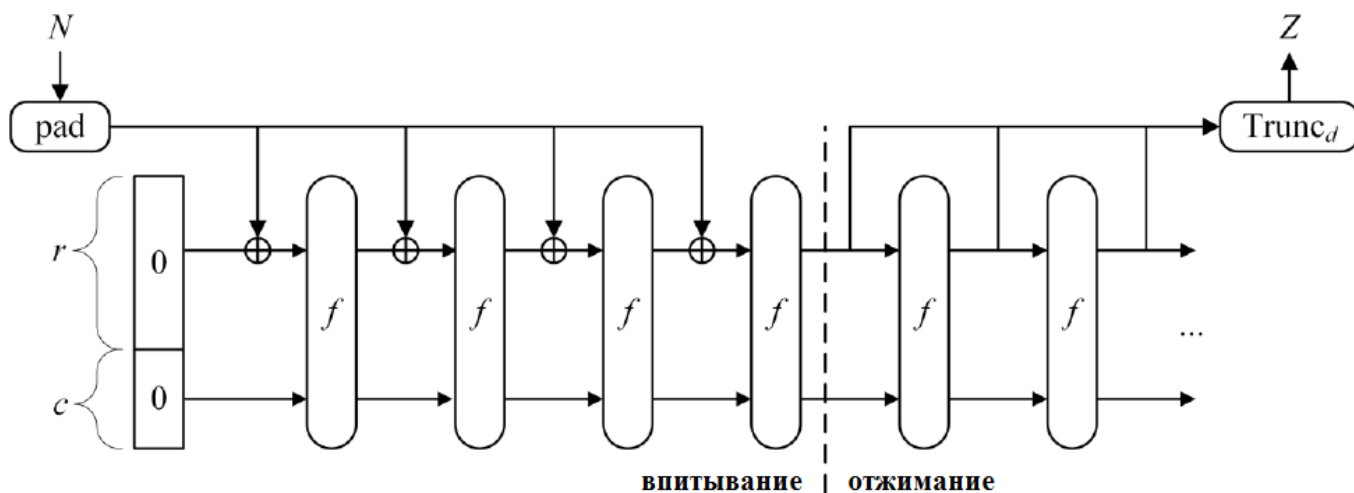 N Z
pad Trunc_d
r 0 f f f f f f
...
c 0
впитывание отжимание